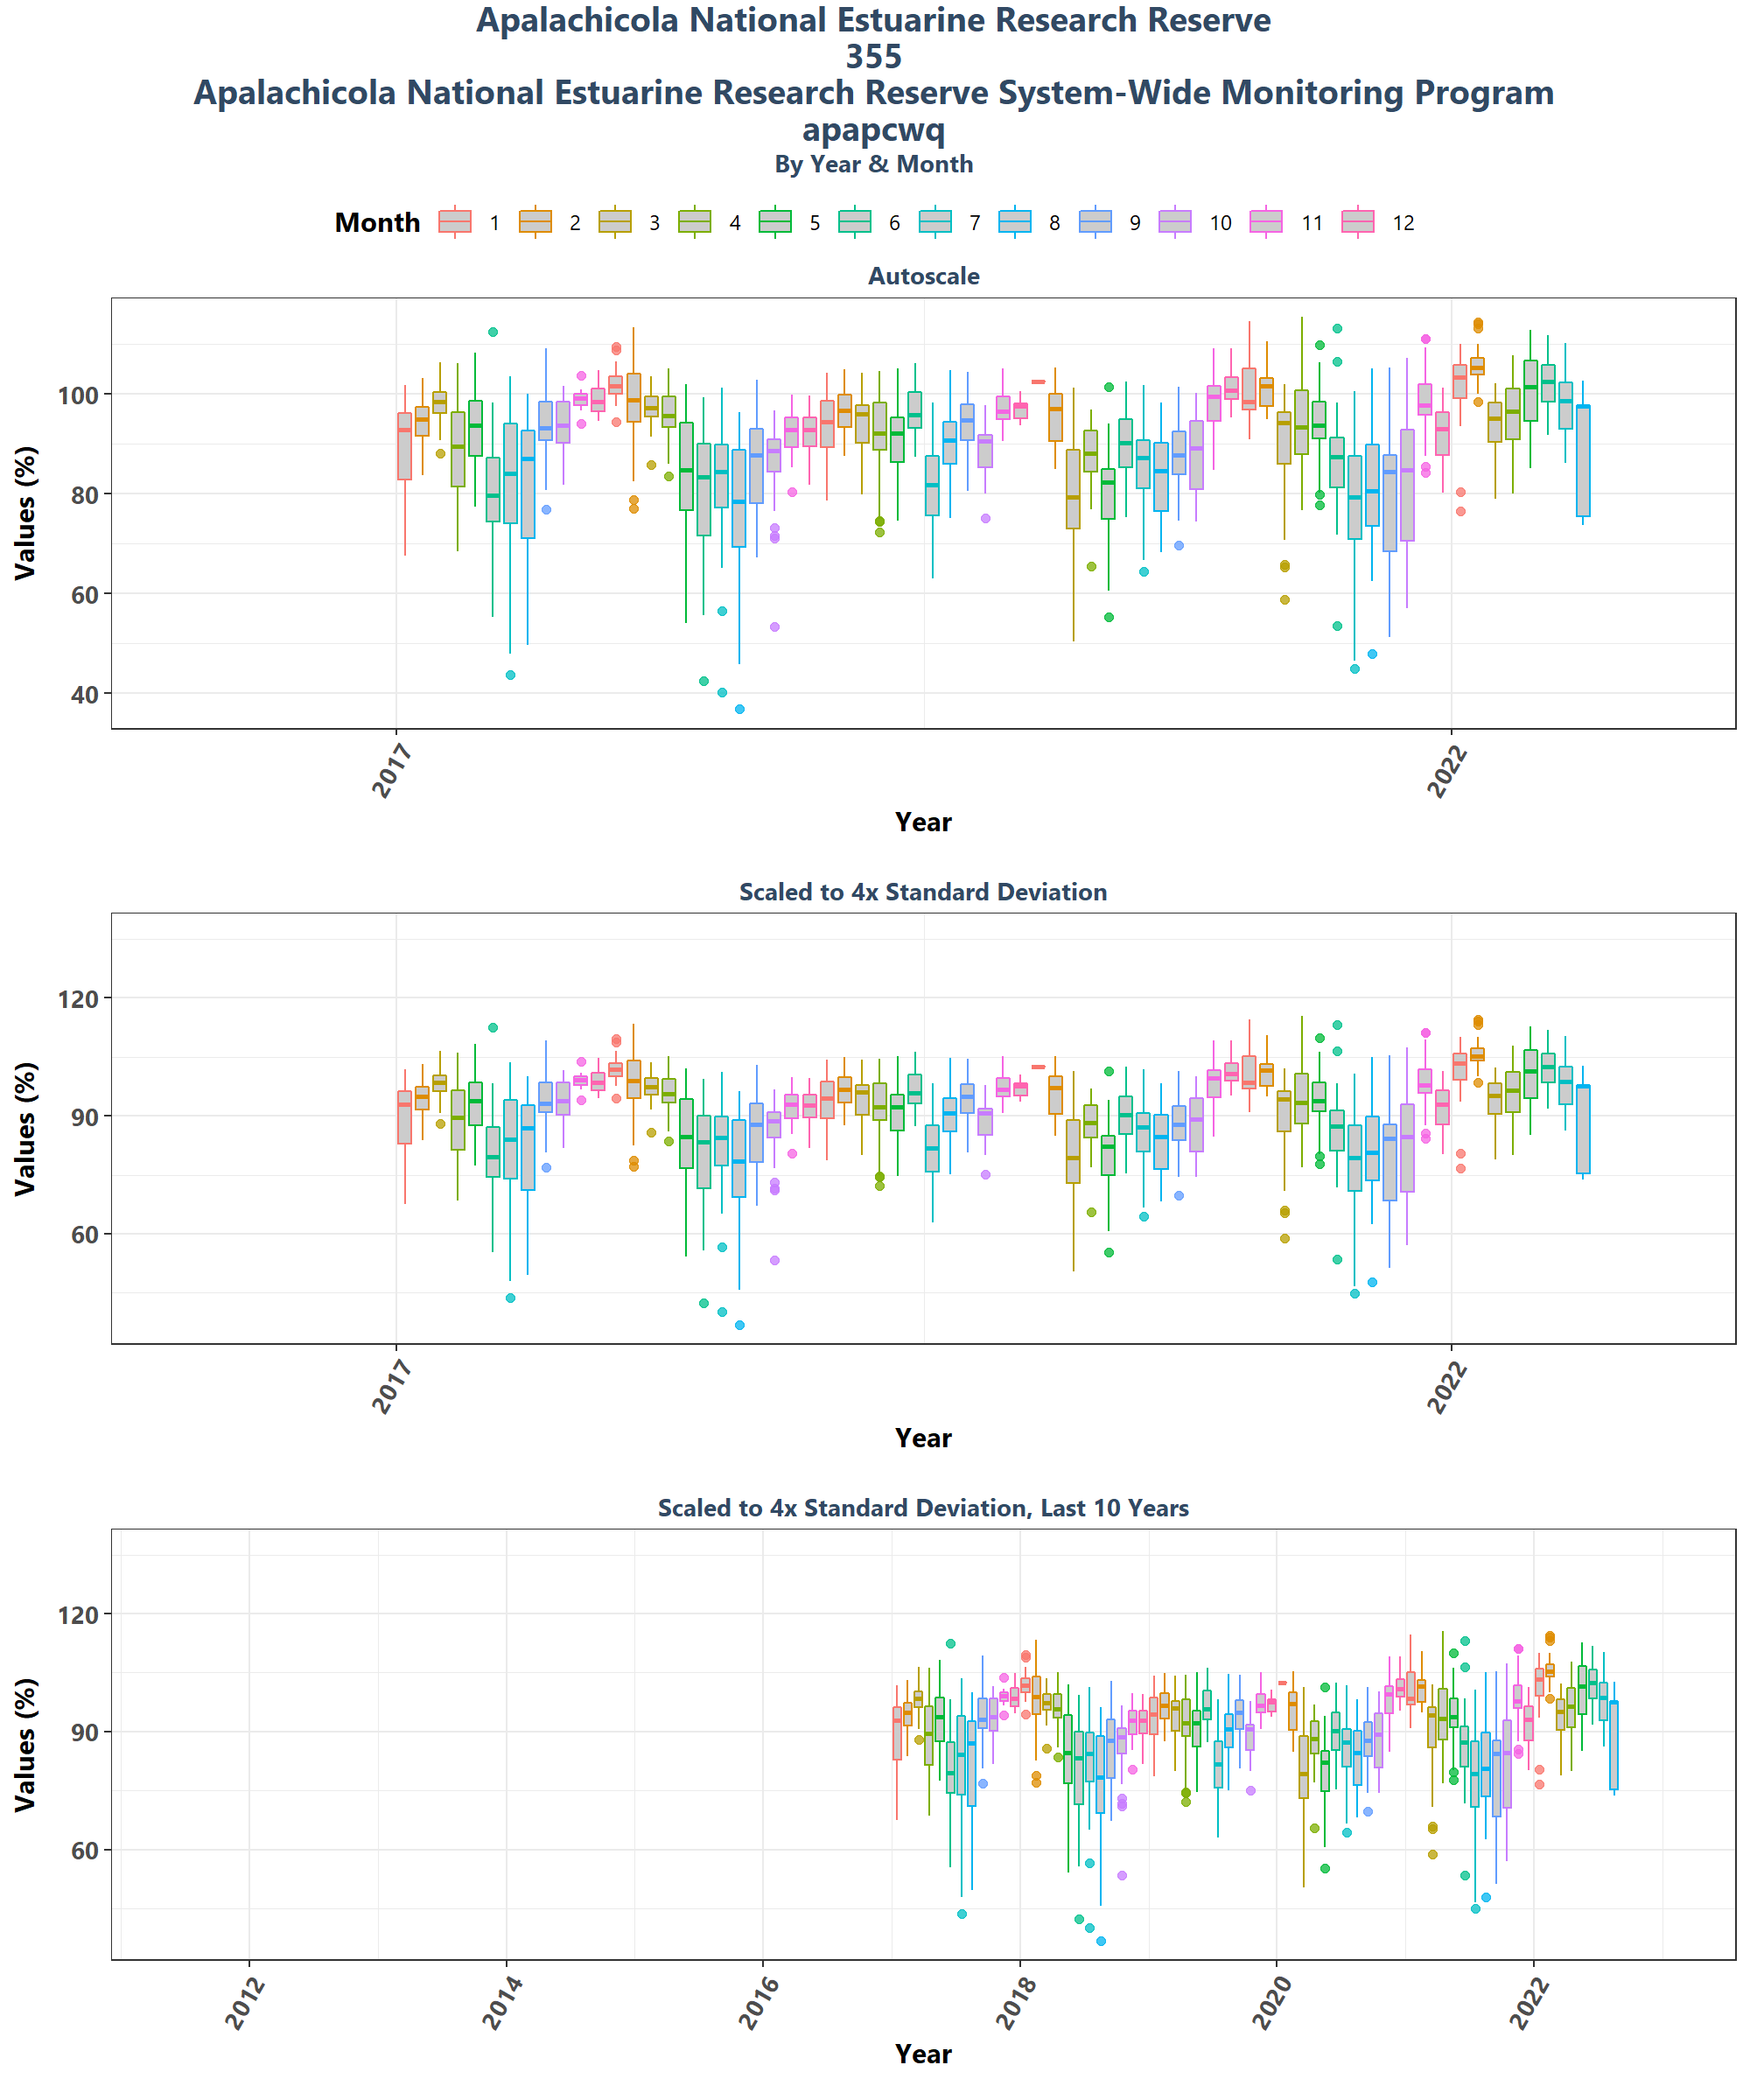 Apalachicola National Estuarine Research Reserve
355
Apalachicola National Estuarine Research Reserve System-Wide Monitoring Program
apapcwq
By Year & Month
Month 1 2 3 4 5 6 7 8 9 10 11 12
Autoscale
Values (%)
100
80
60
40
2017 2022
Year
Scaled to 4x Standard Deviation
Values (%)
120
90
60
2017 2022
Year
Scaled to 4x Standard Deviation, Last 10 Years
Values (%)
120
90
60
2012 2014 2016 2018 2020 2022
Year